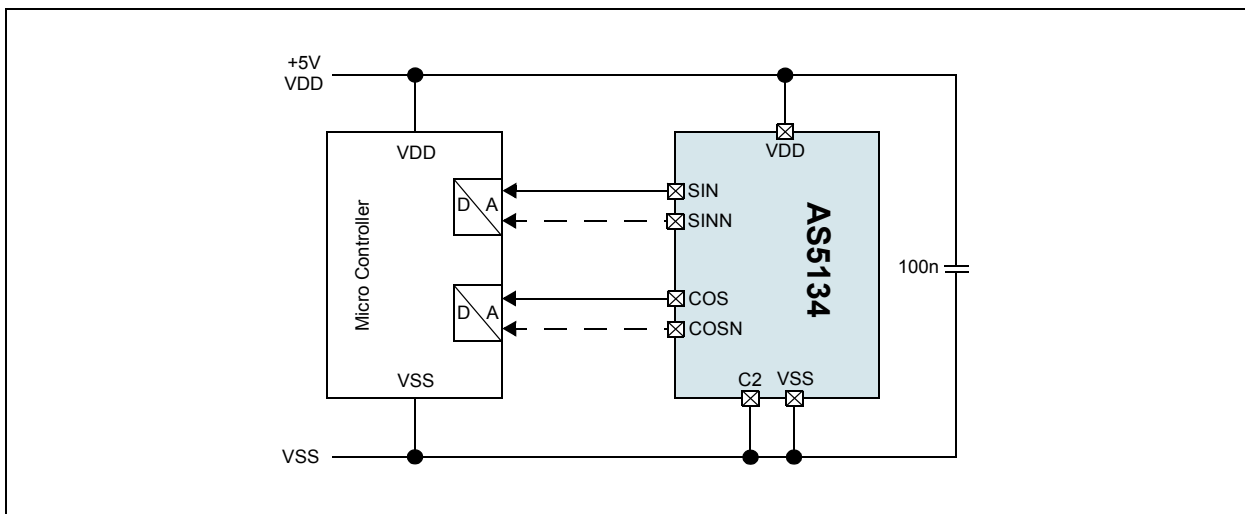 +5V
VDD
VDD
VDD
D A
SIN
SINN
Micro Controller
AS5134
100n
D A
COS
COSN
VSS
C2 VSS
VSS